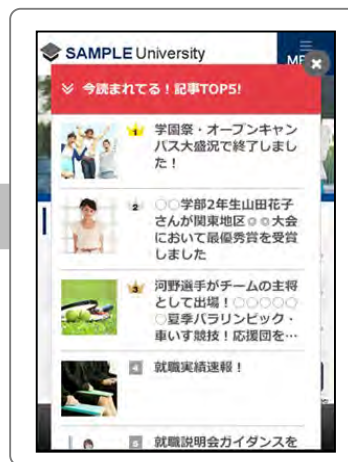 SAMPLE University
ME
今読まれてる！記事TOP5!
1
学園祭・オープンキャン
パス大盛況で終了しまし
た！
2
○○学部2年生山田花子
さんが関東地区◎◎大会
において最優秀賞を受賞
しました
3
河野選手がチームの主将
として出場！○○○○○
○夏季パラリンピック・
車いす競技！応援団を…
4
就職実績速報！
5
就職説明会ガイダンスを